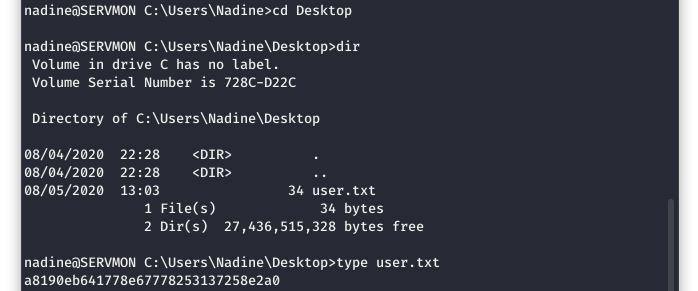 nadine@SERVMON C:\Users\Nadine>cd Desktop
nadine@SERVMON C:\Users\Nadine\Desktop>dir
 Volume in drive C has no label.
 Volume Serial Number is 728C-D22C
 Directory of C:\Users\Nadine\Desktop
08/04/2020  22:28    <DIR>          .
08/04/2020  22:28    <DIR>          ..
08/05/2020  13:03                34 user.txt
               1 File(s)             34 bytes
               2 Dir(s)  27,436,515,328 bytes free
nadine@SERVMON C:\Users\Nadine\Desktop>type user.txt
a8190eb641778e67778253137258e2a0